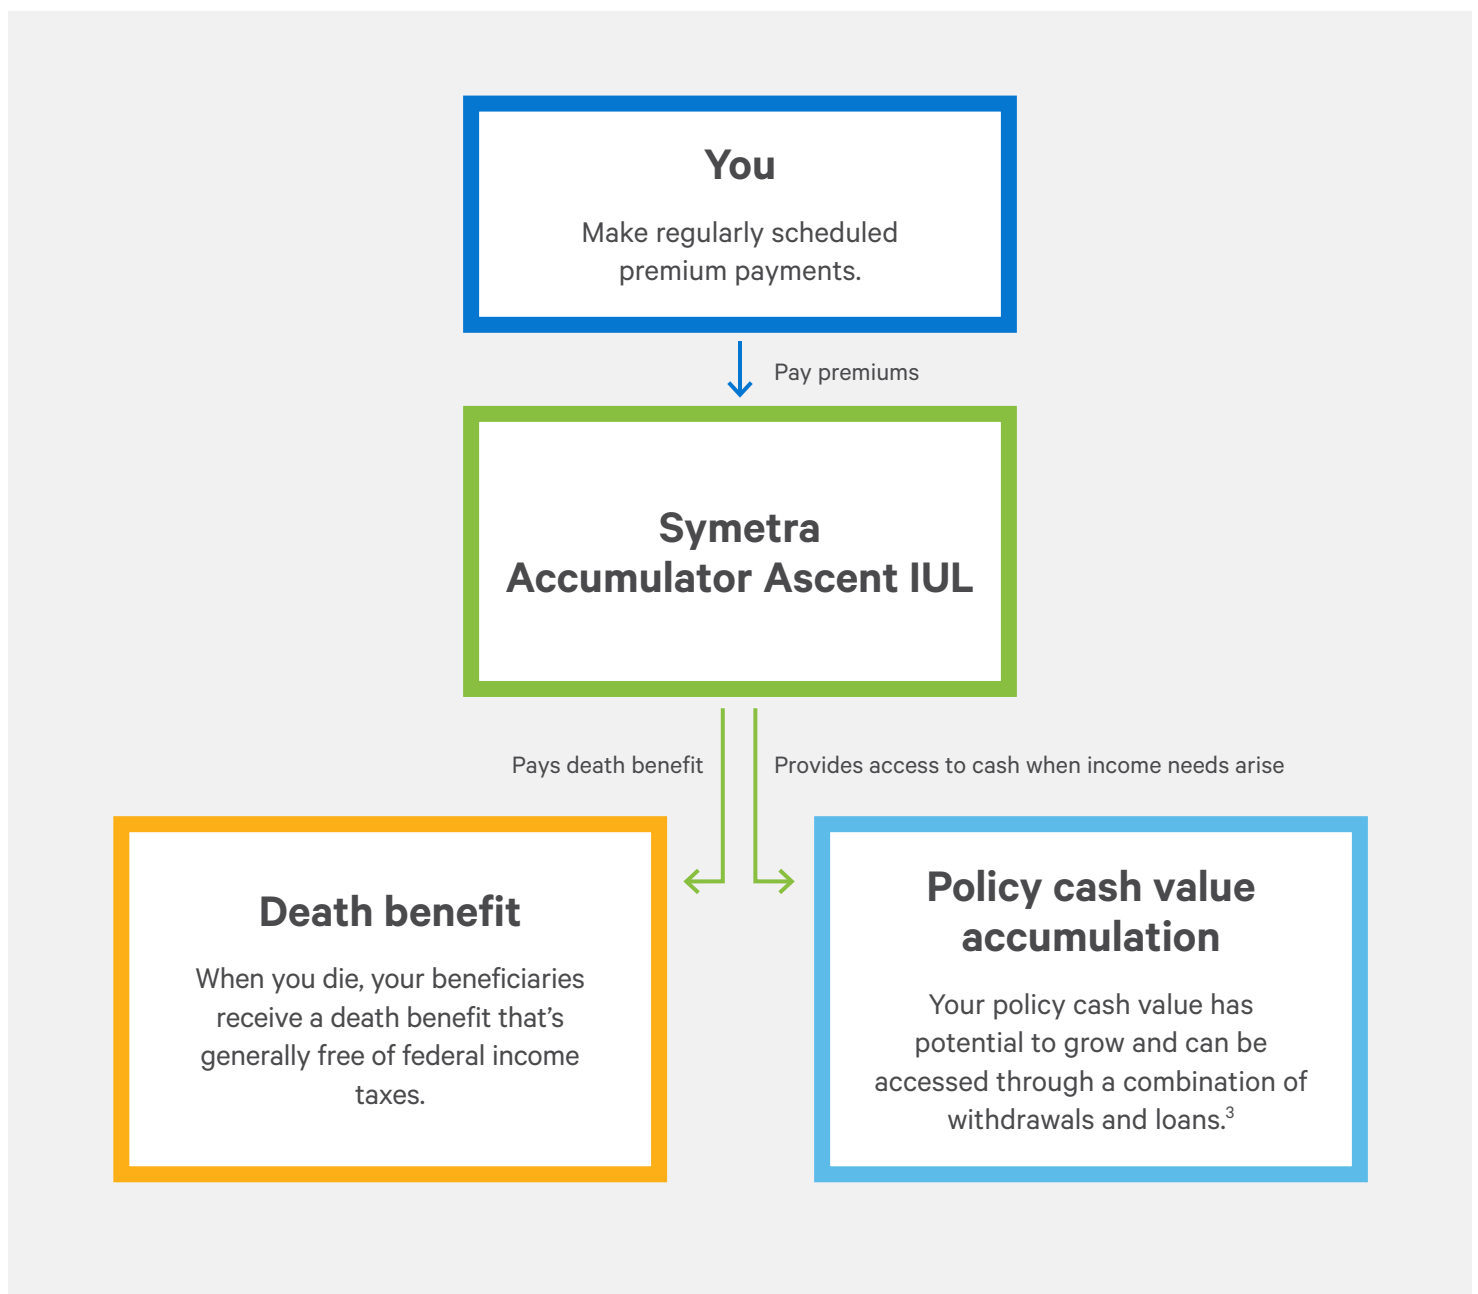 You
Make regularly scheduled
premium payments.
Pay premiums
Symetra
Accumulator Ascent IUL
Pays death benefit
Provides access to cash when income needs arise
Death benefit
When you die, your beneficiaries
receive a death benefit that’s
generally free of federal income
taxes.
Policy cash value
accumulation
Your policy cash value has
potential to grow and can be
accessed through a combination of
withdrawals and loans.³